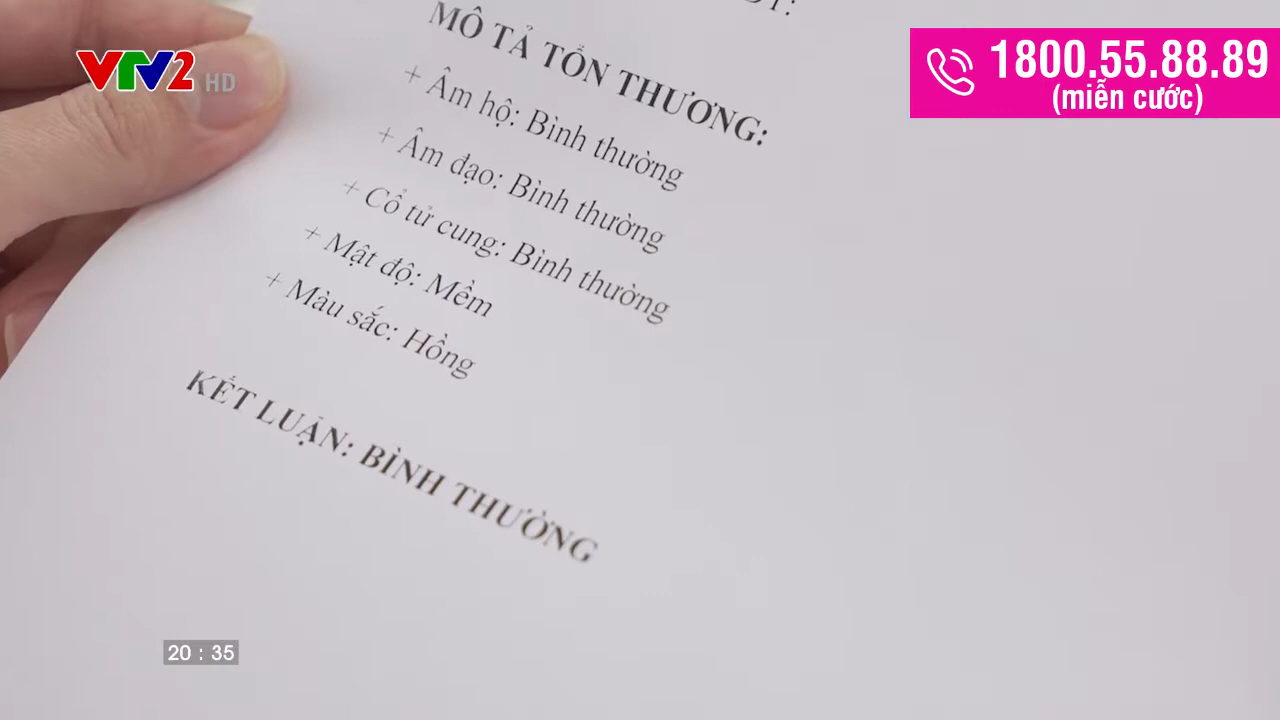 VTV2 HD
1800.55.88.89
(miễn cước)
MÔ TẢ TỔN THƯƠNG:
+ Âm hộ: Bình thường
+ Âm đạo: Bình thường
+ Cổ tử cung: Bình thường
+ Mật độ: Mềm
+ Màu sắc: Hồng
KẾT LUẬN: BÌNH THƯỜNG
20 : 35